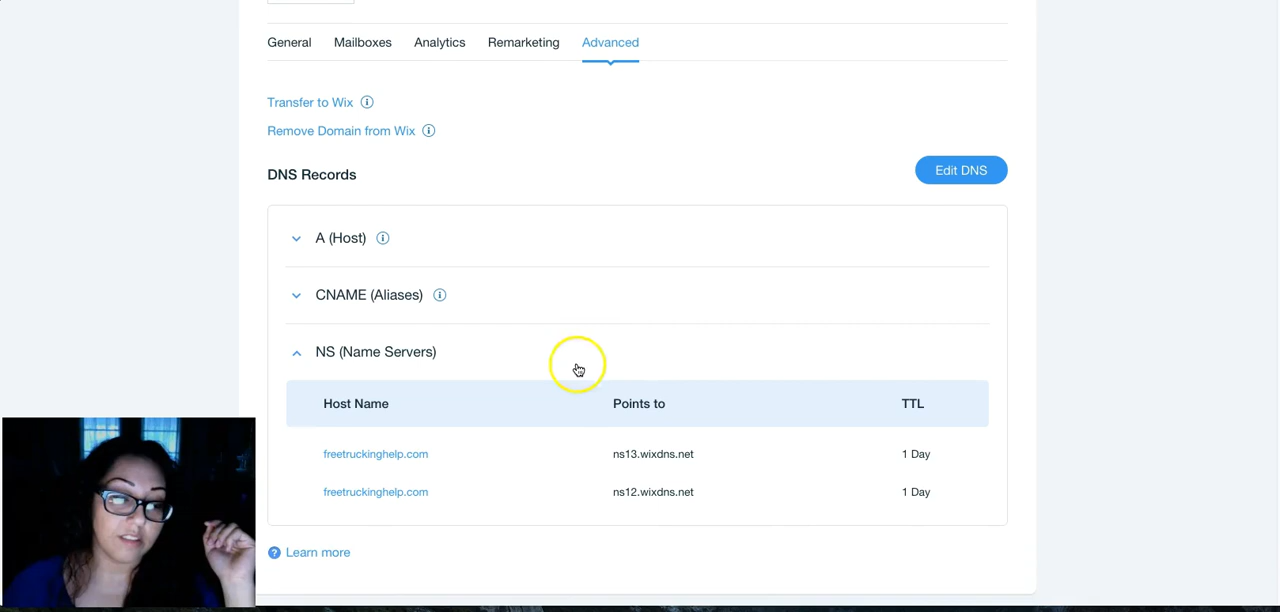 General Mailboxes Analytics Remarketing Advanced
Transfer to Wix
Remove Domain from Wix
DNS Records Edit DNS
A (Host)
CNAME (Aliases)
NS (Name Servers)
Host Name Points to TTL
freetruckinghelp.com ns13.wixdns.net 1 Day
freetruckinghelp.com ns12.wixdns.net 1 Day
? Learn more